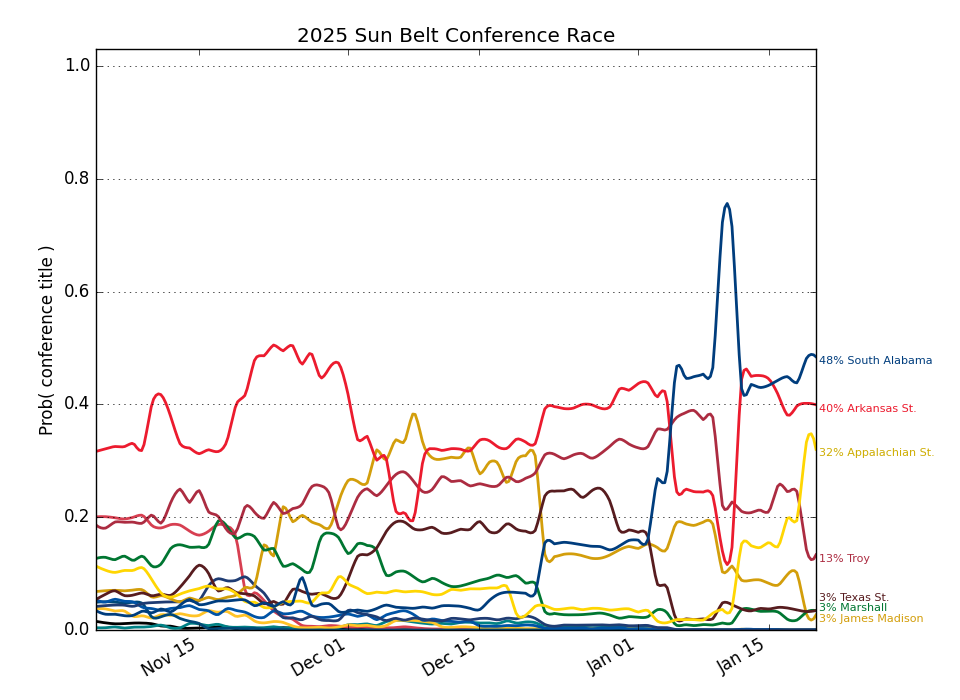 2025 Sun Belt Conference Race
Prob( conference title )
1.0
0.8
0.6
0.4
0.2
0.0
48% South Alabama
40% Arkansas St.
32% Appalachian St.
13% Troy
3% Texas St.
3% Marshall
3% James Madison
Nov 15
Dec 01
Dec 15
Jan 01
Jan 15